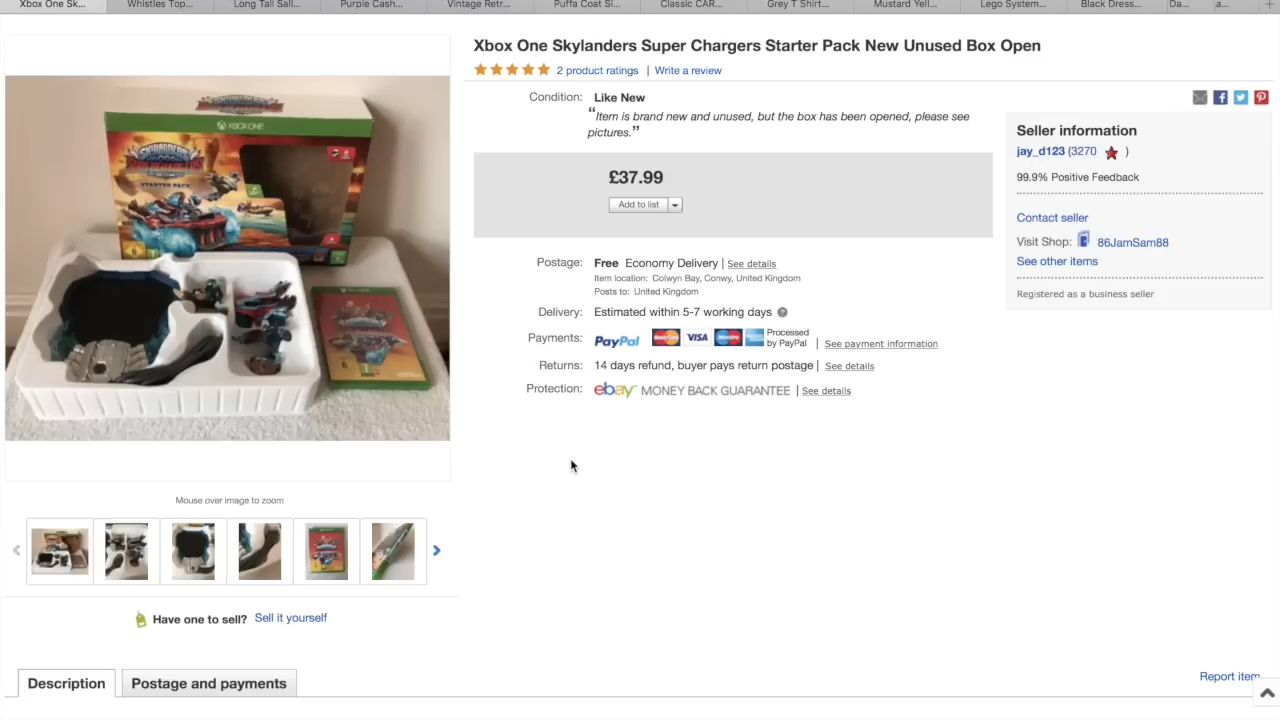 Xbox One Sk...
Whistles Top...
Long Tall Sall...
Purple Cash...
Vintage Retr...
Puffa Coat Si...
Classic CAR...
Grey T Shirt...
Mustard Yell...
Lego System...
Black Dress...
Da...
Xbox One Skylanders Super Chargers Starter Pack New Unused Box Open
2 product ratings | Write a review
Condition: Like New
“Item is brand new and unused, but the box has been opened, please see
pictures.”
£37.99
Add to list
Postage: Free Economy Delivery | See details
Item location: Colwyn Bay, Conwy, United Kingdom
Posts to: United Kingdom
Delivery: Estimated within 5-7 working days
Payments: PayPal VISA Processed
by PayPal | See payment information
Returns: 14 days refund, buyer pays return postage | See details
Protection: ebay MONEY BACK GUARANTEE | See details
Seller information
jay_d123 (3270 )
99.9% Positive Feedback
Contact seller
Visit Shop: 86JamSam88
See other items
Registered as a business seller
XBOX ONE
STARTER PACK
Mouse over image to zoom
Have one to sell? Sell it yourself
Description
Postage and payments
Report item